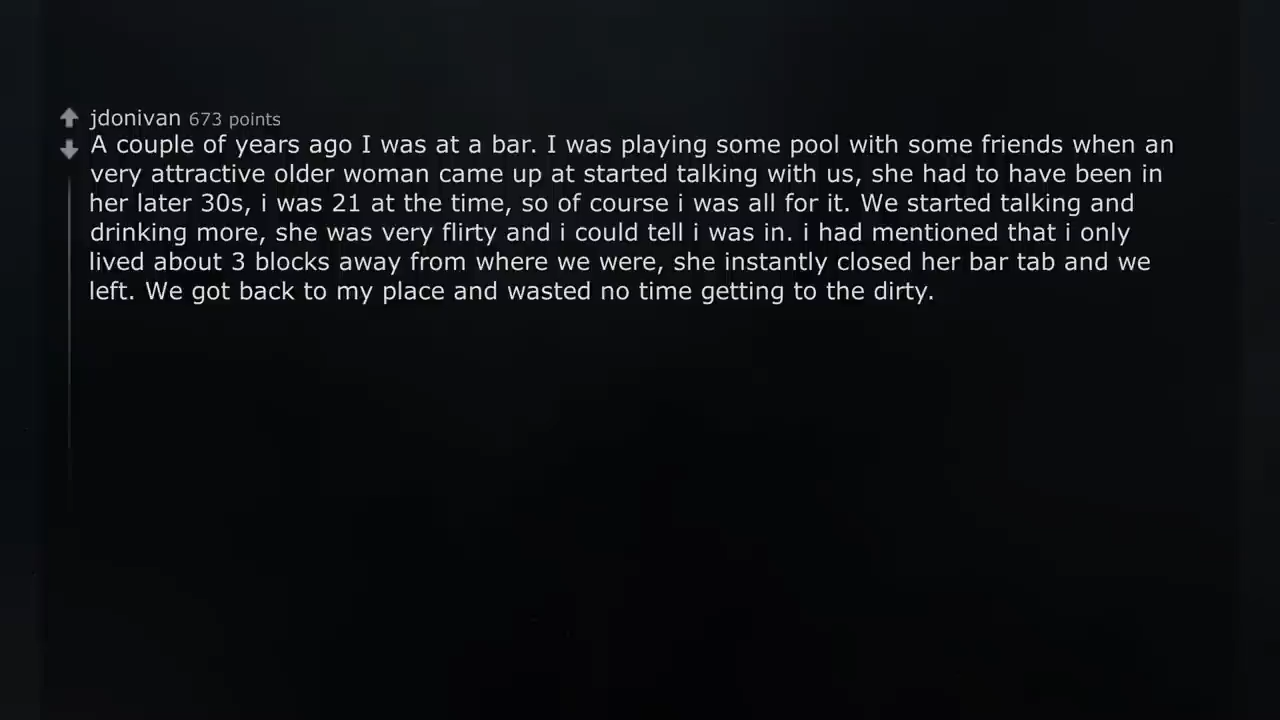 jdonivan 673 points
A couple of years ago I was at a bar. I was playing some pool with some friends when an
very attractive older woman came up at started talking with us, she had to have been in
her later 30s, i was 21 at the time, so of course i was all for it. We started talking and
drinking more, she was very flirty and i could tell i was in. i had mentioned that i only
lived about 3 blocks away from where we were, she instantly closed her bar tab and we
left. We got back to my place and wasted no time getting to the dirty.